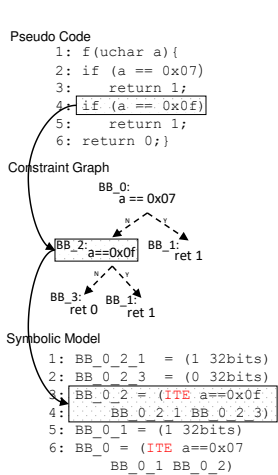 Pseudo Code
1: f(uchar a){
2: if (a == 0x07)
3:     return 1;
4: if (a == 0x0f)
5:     return 1;
6: return 0;}
Constraint Graph
BB_0:
a == 0x07
N Y
BB_2: a==0x0f
BB_1: ret 1
N Y
BB_3: ret 0
BB_1: ret 1
Symbolic Model
1: BB_0_2_1  = (1 32bits)
2: BB_0_2_3  = (0 32bits)
3: BB_0_2 = (ITE a==0x0f
4:     BB_0_2_1 BB_0_2_3)
5: BB_0_1 = (1 32bits)
6: BB_0 = (ITE a==0x07
BB_0_1 BB_0_2)